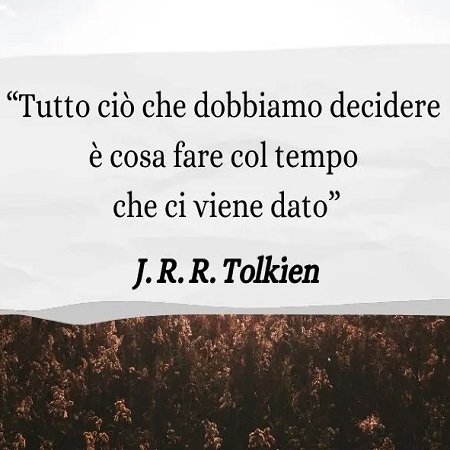 “Tutto ciò che dobbiamo decidere
è cosa fare col tempo
che ci viene dato”
J. R. R. Tolkien